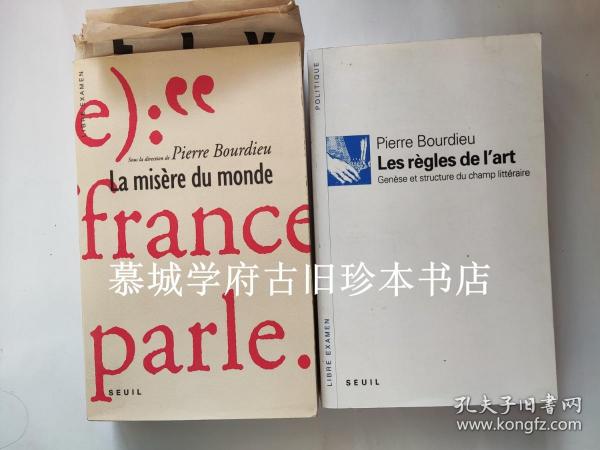 LIBRE EXAMEN
e):“
Sous la direction de Pierre Bourdieu
La misère du monde
france
parle.
SEUIL
POLITIQUE
Pierre Bourdieu
Les règles de l'art
Genèse et structure du champ littéraire
LIBRE EXAMEN
SEUIL
慕城学府古旧珍本书店
孔夫子旧书网
www.kongfz.com